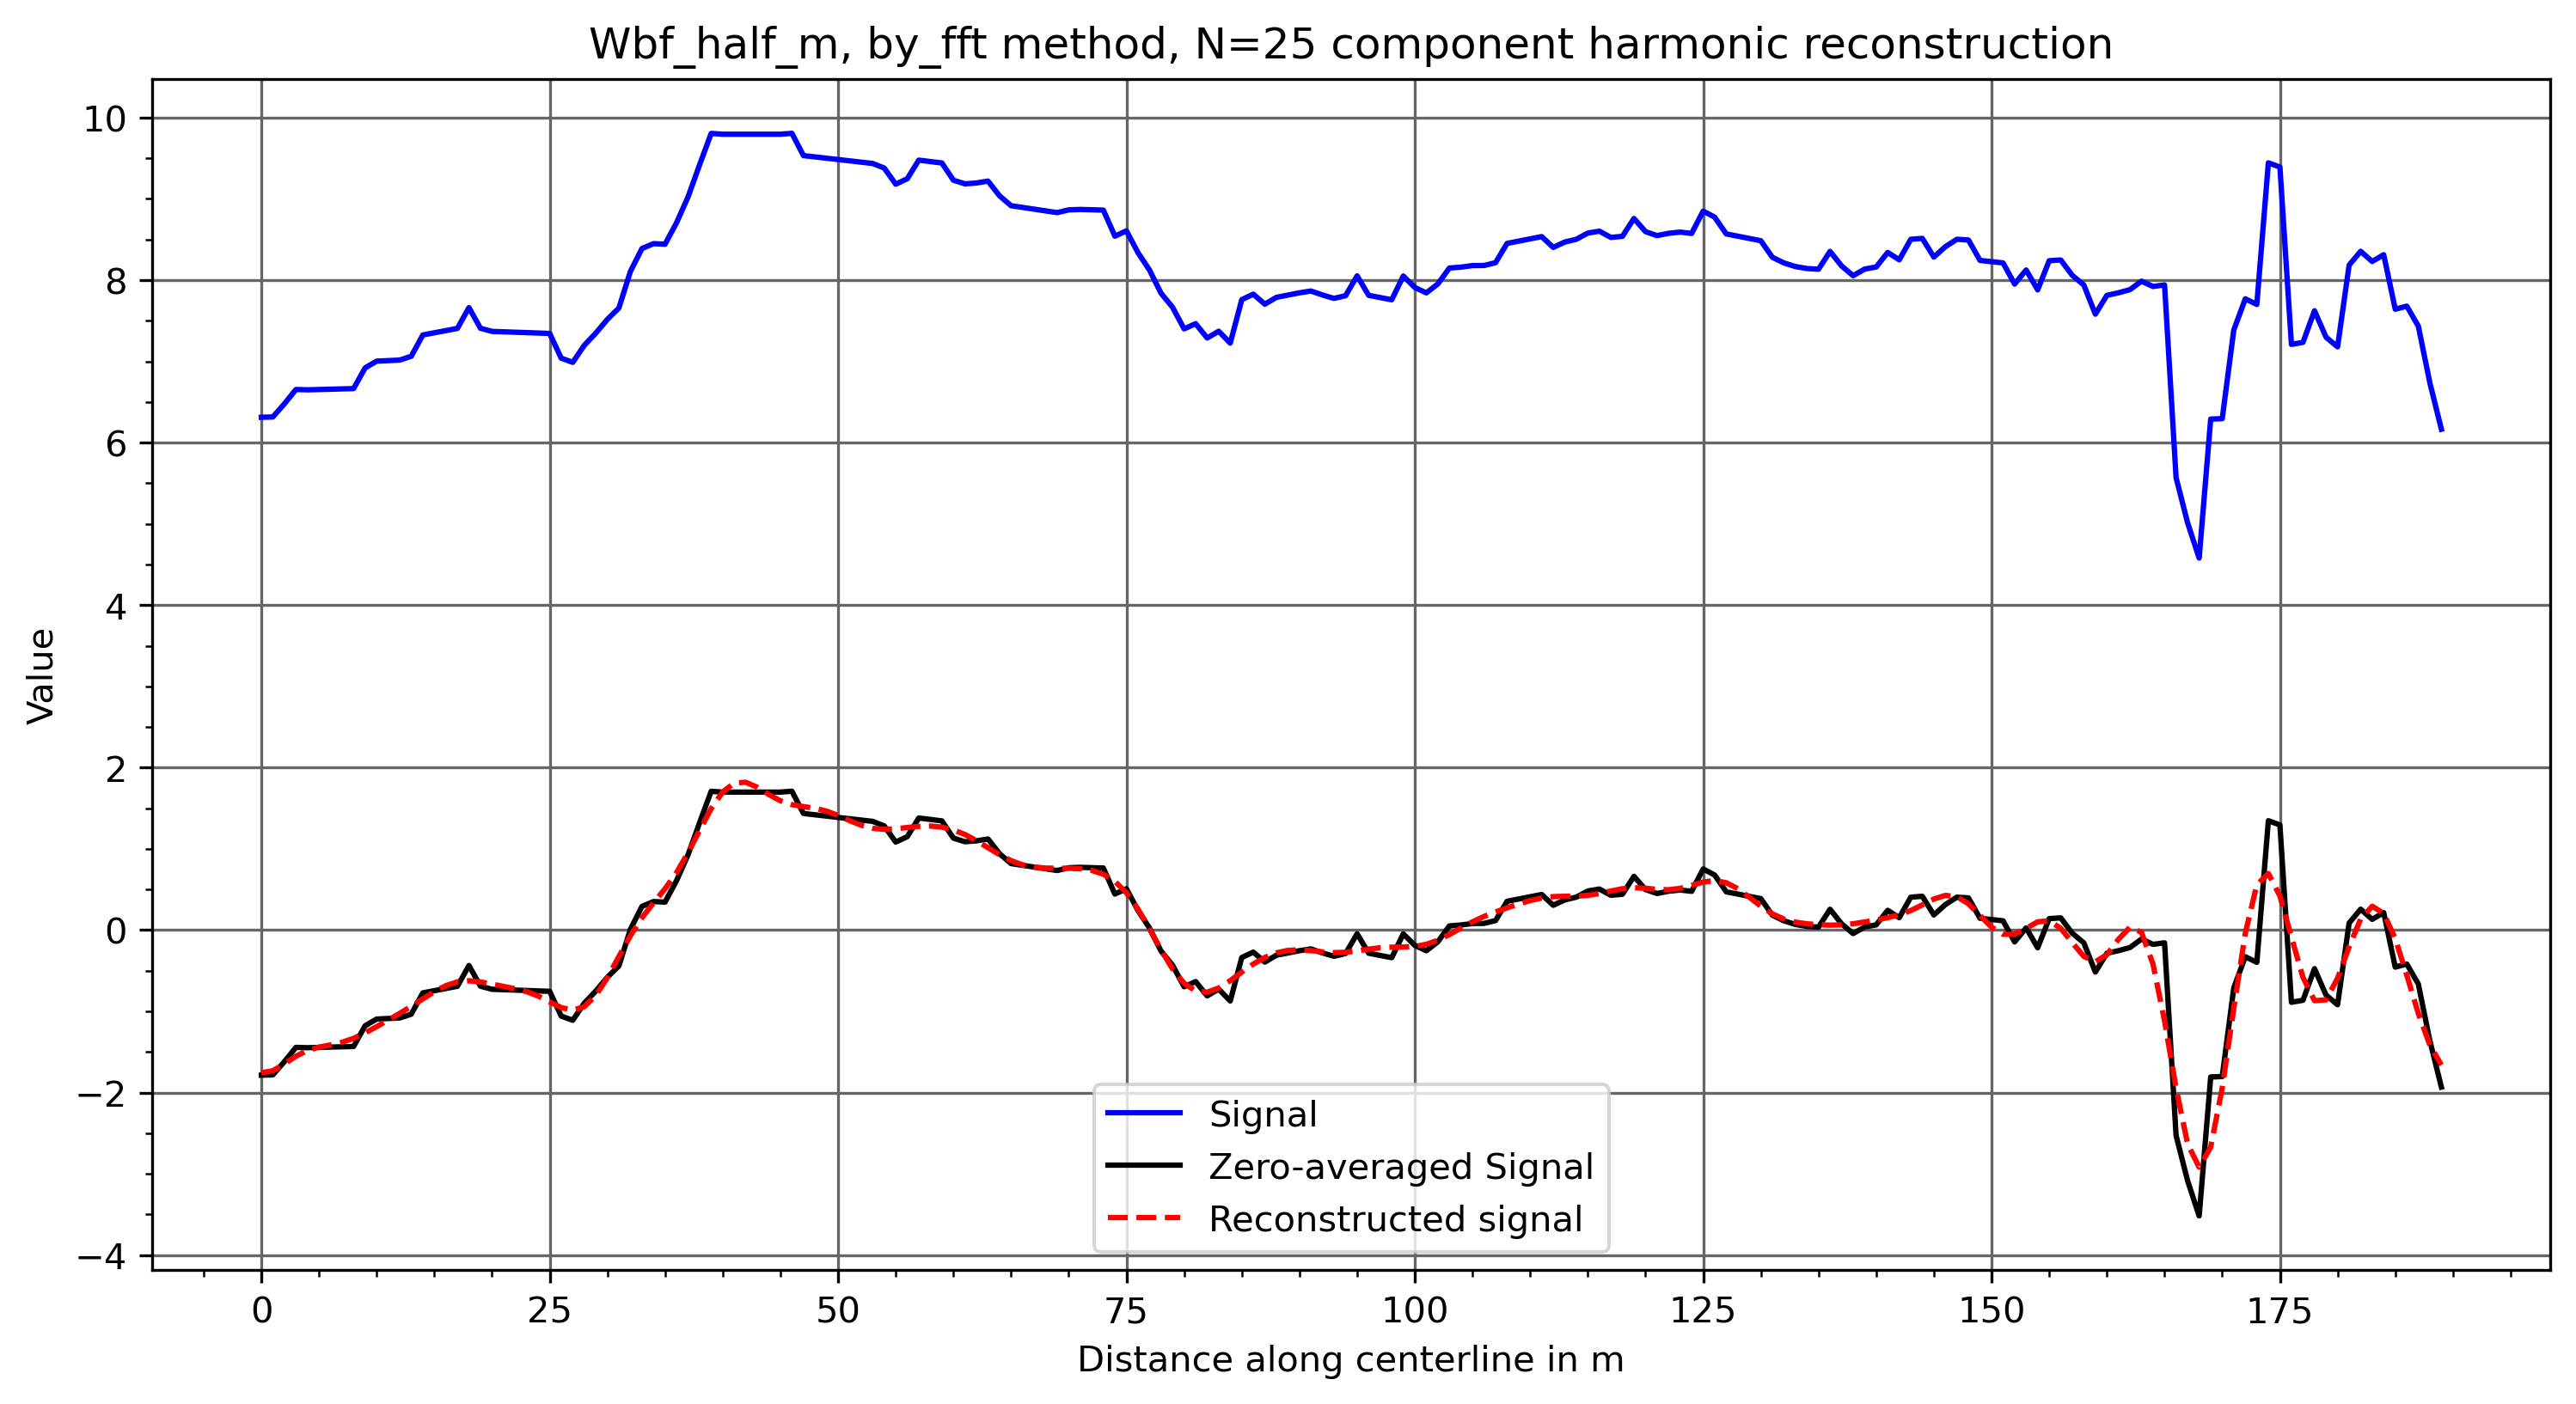 Wbf_half_m, by_fft method, N=25 component harmonic reconstruction
10
8
6
4
2
0
−2
−4
Value
Signal
Zero-averaged Signal
Reconstructed signal
0 25 50 75 100 125 150 175
Distance along centerline in m